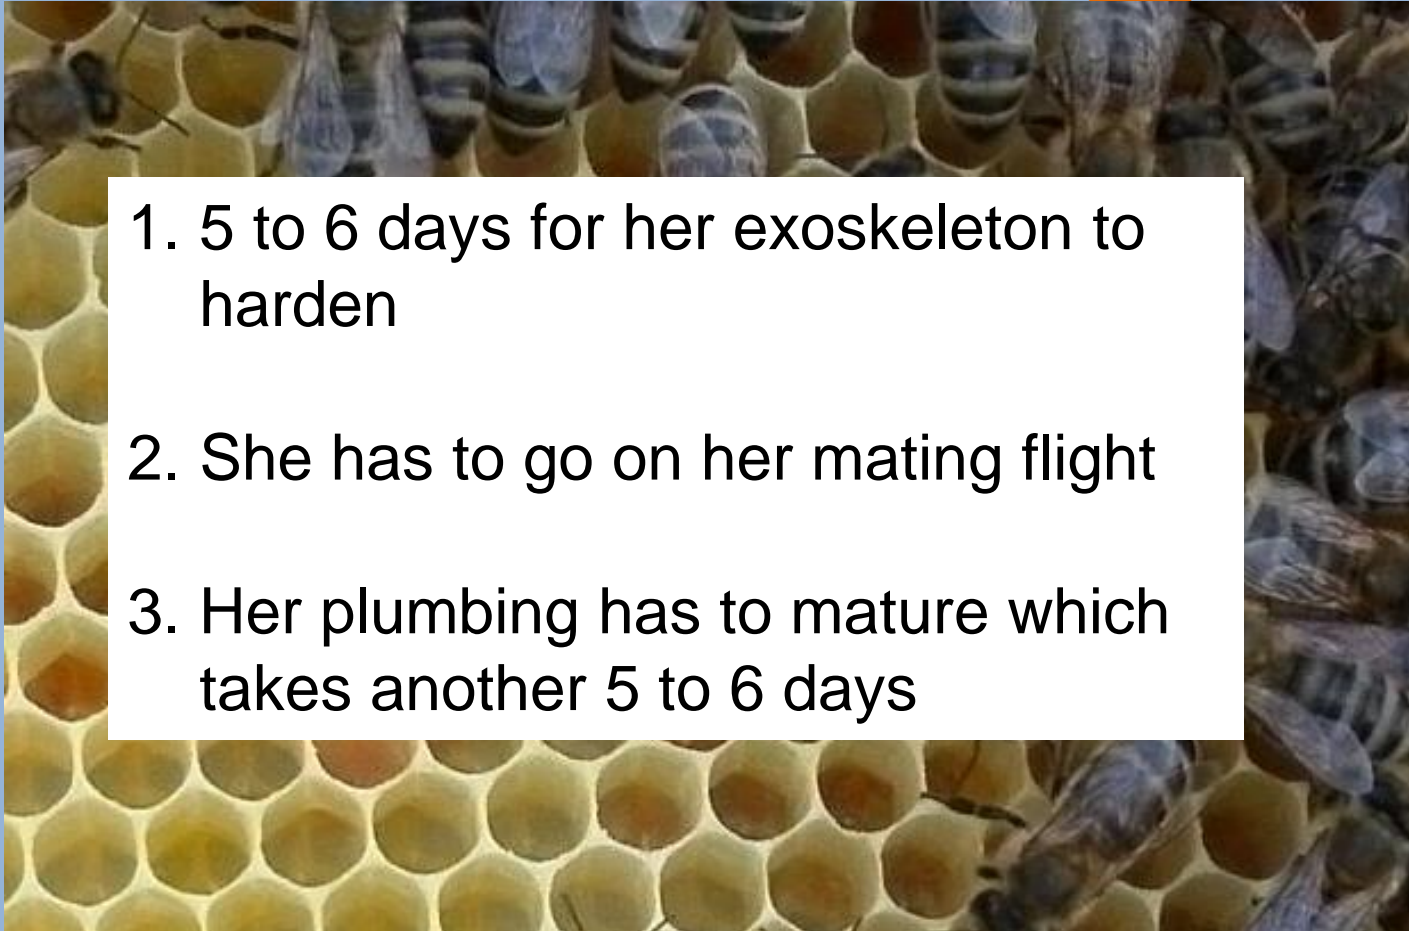 1. 5 to 6 days for her exoskeleton to
harden
2. She has to go on her mating flight
3. Her plumbing has to mature which
takes another 5 to 6 days